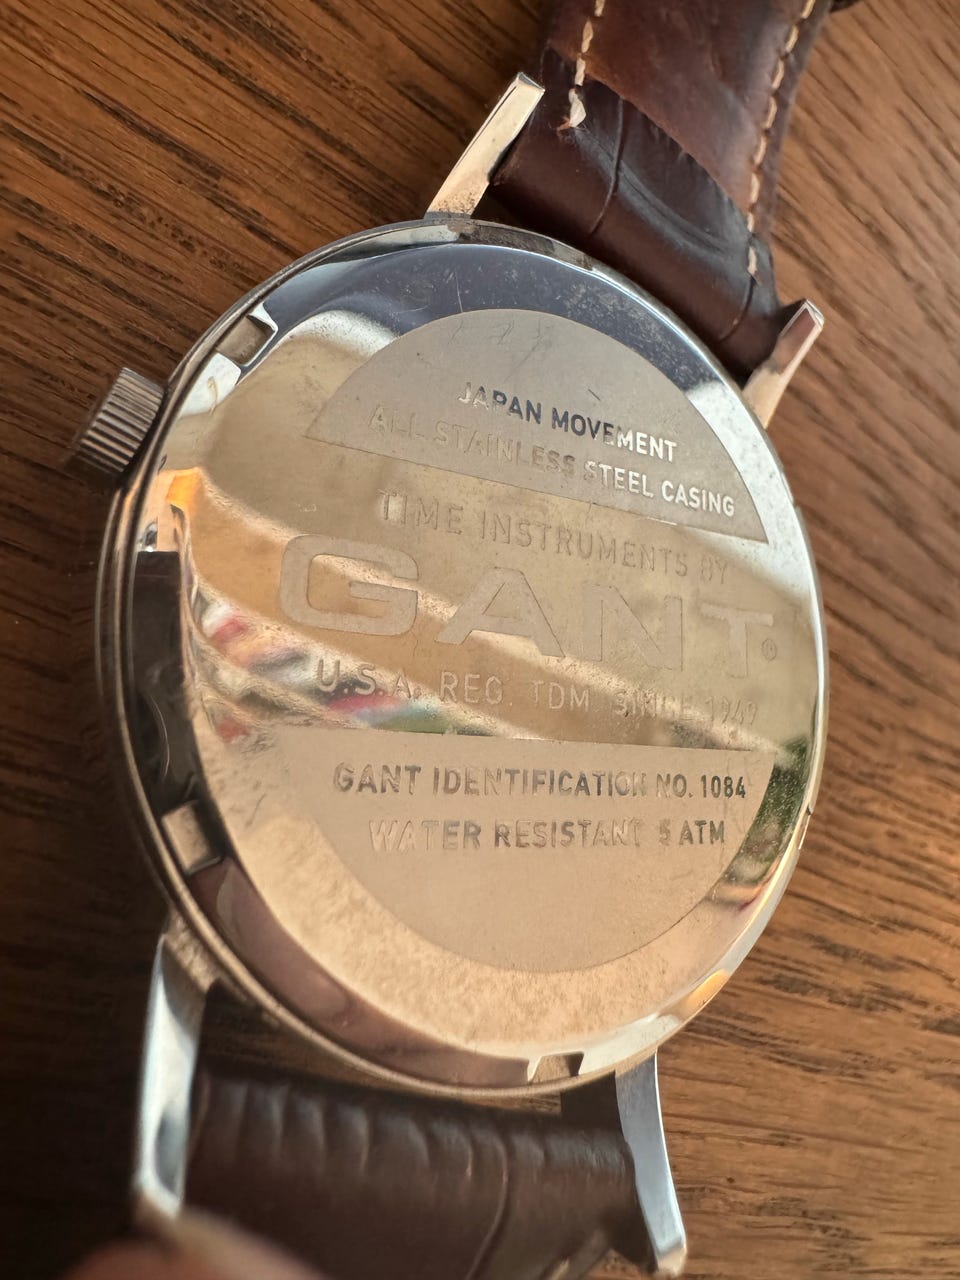 JAPAN MOVEMENT
ALL STAINLESS STEEL CASING
TIME INSTRUMENTS BY
GANT®
U.S.A. REG. TDM. SINCE 1949
GANT IDENTIFICATION NO. 1084
WATER RESISTANT 5 ATM